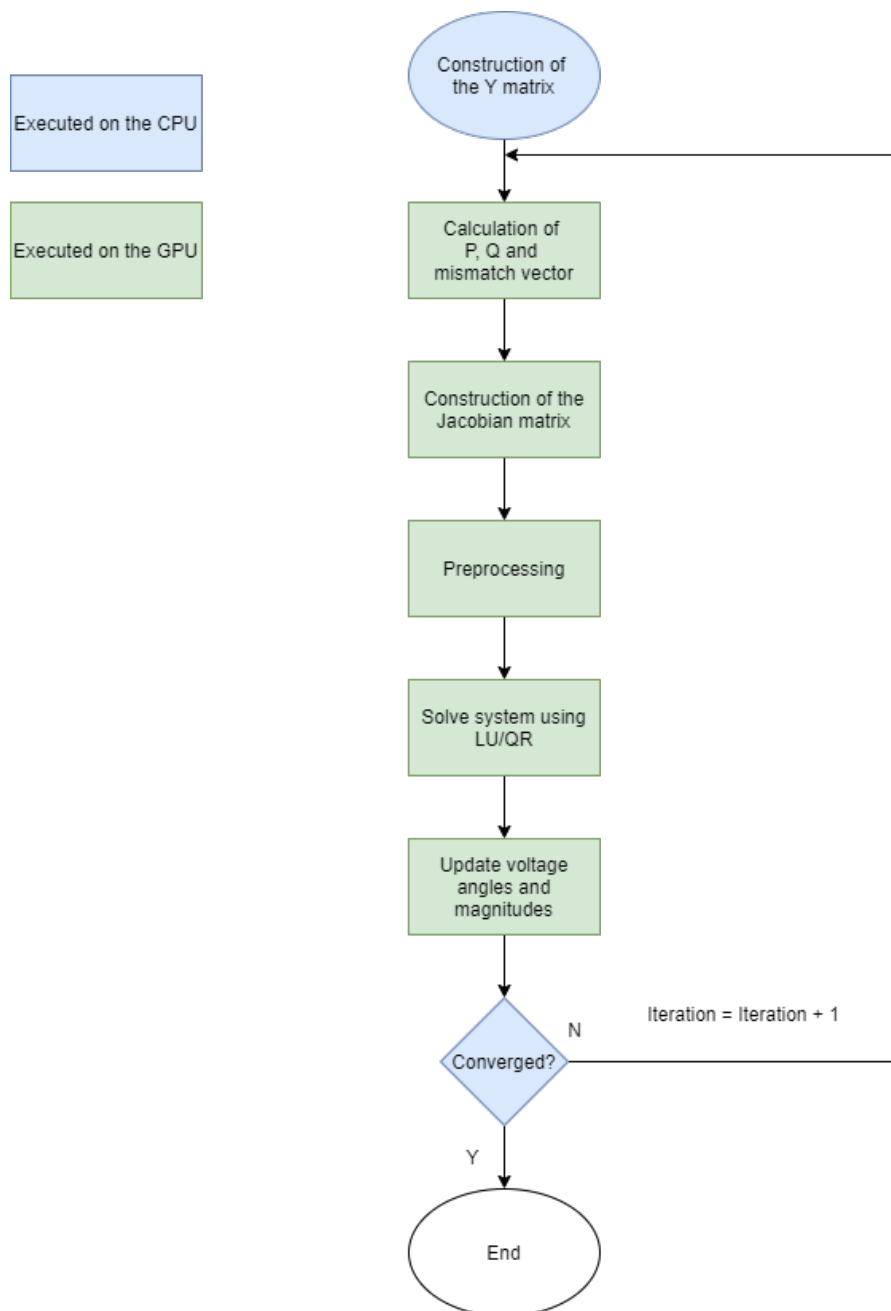 Construction of
the Y matrix
Executed on the CPU
Executed on the GPU
Calculation of
P, Q and
mismatch vector
Construction of the
Jacobian matrix
Preprocessing
Solve system using
LU/QR
Update voltage
angles and
magnitudes
Iteration = Iteration + 1
N
Converged?
Y
End